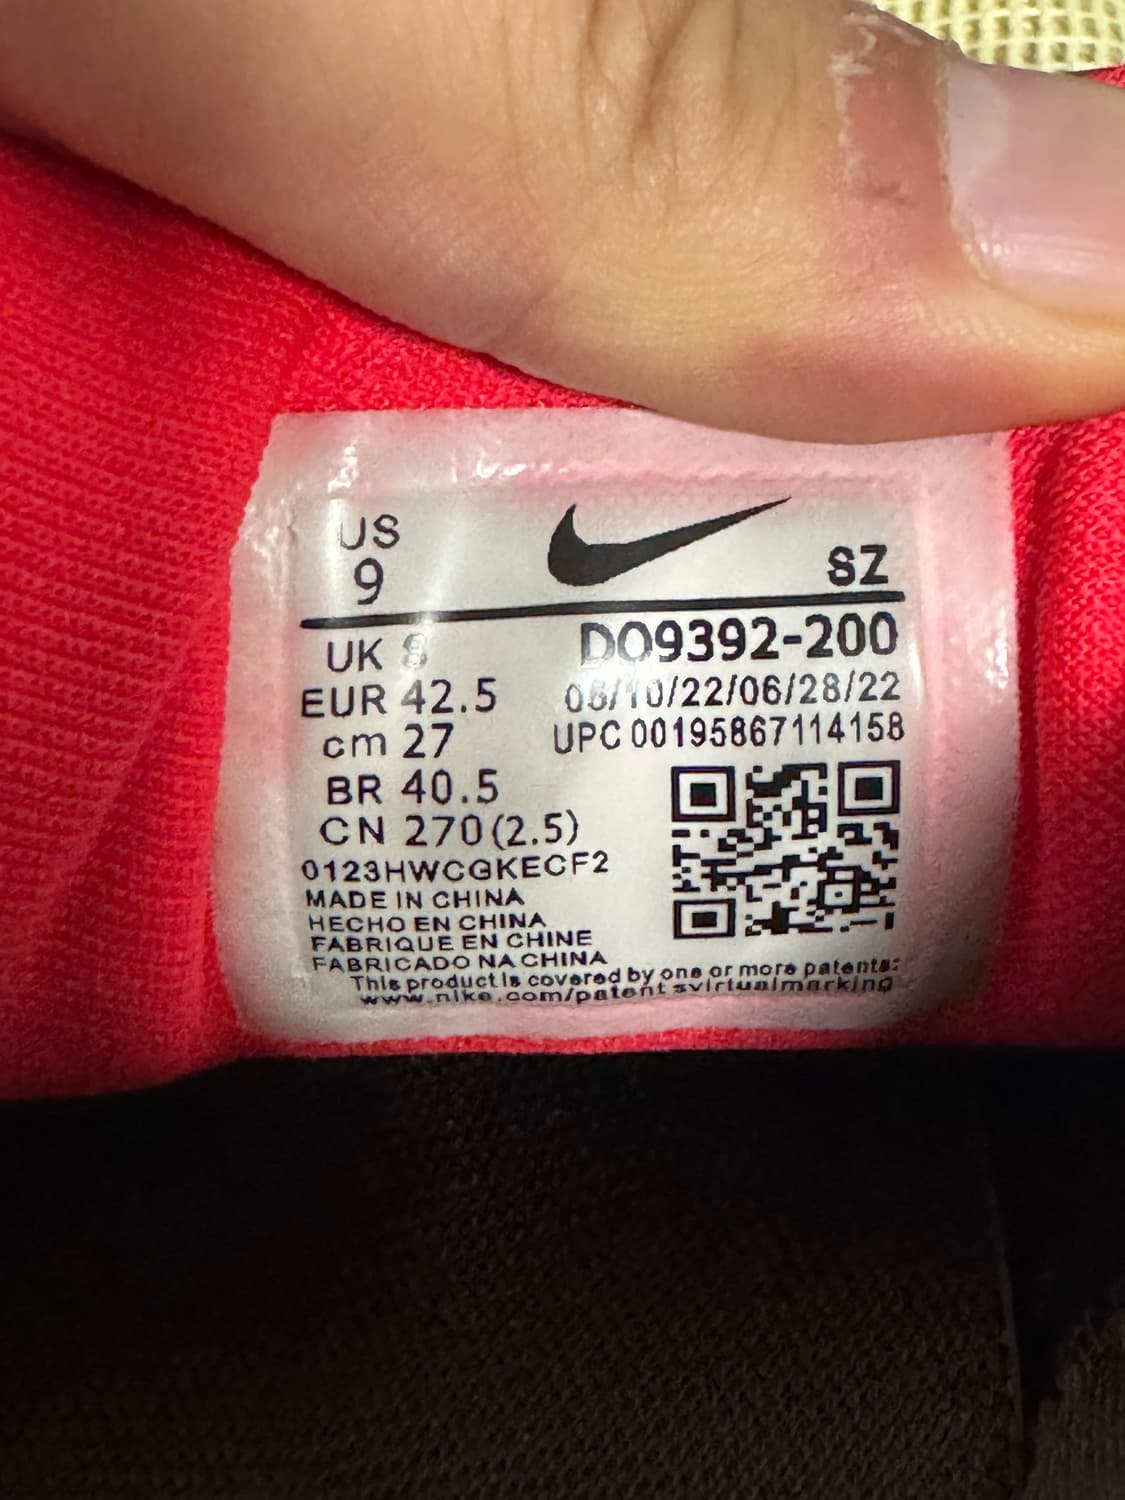 US
9
SZ
UK 8
DO9392-200
EUR 42.5
/10/22/06/28/22
cm 27
UPC 00195867114158
BR 40.5
CN 270(2.5)
0123HWCGKECF2
MADE IN CHINA
HECHO EN CHINA
FABRIQUE EN CHINE
FABRICADO NA CHINA
This product is covered by one or more patents:
www.nike.com/patentsvirtualmarking